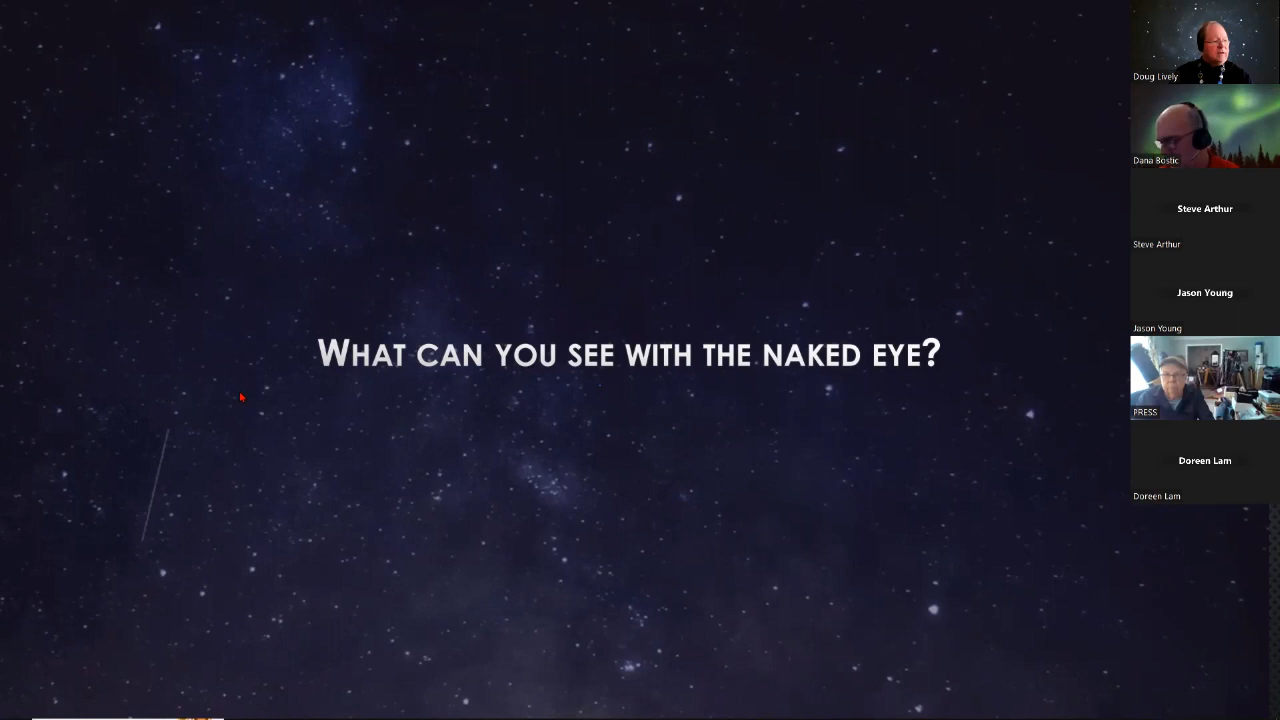 WHAT CAN YOU SEE WITH THE NAKED EYE?
Doug Lively
Dana Bostic
Steve Arthur
Steve Arthur
Jason Young
Jason Young
PRESS
Doreen Lam
Doreen Lam